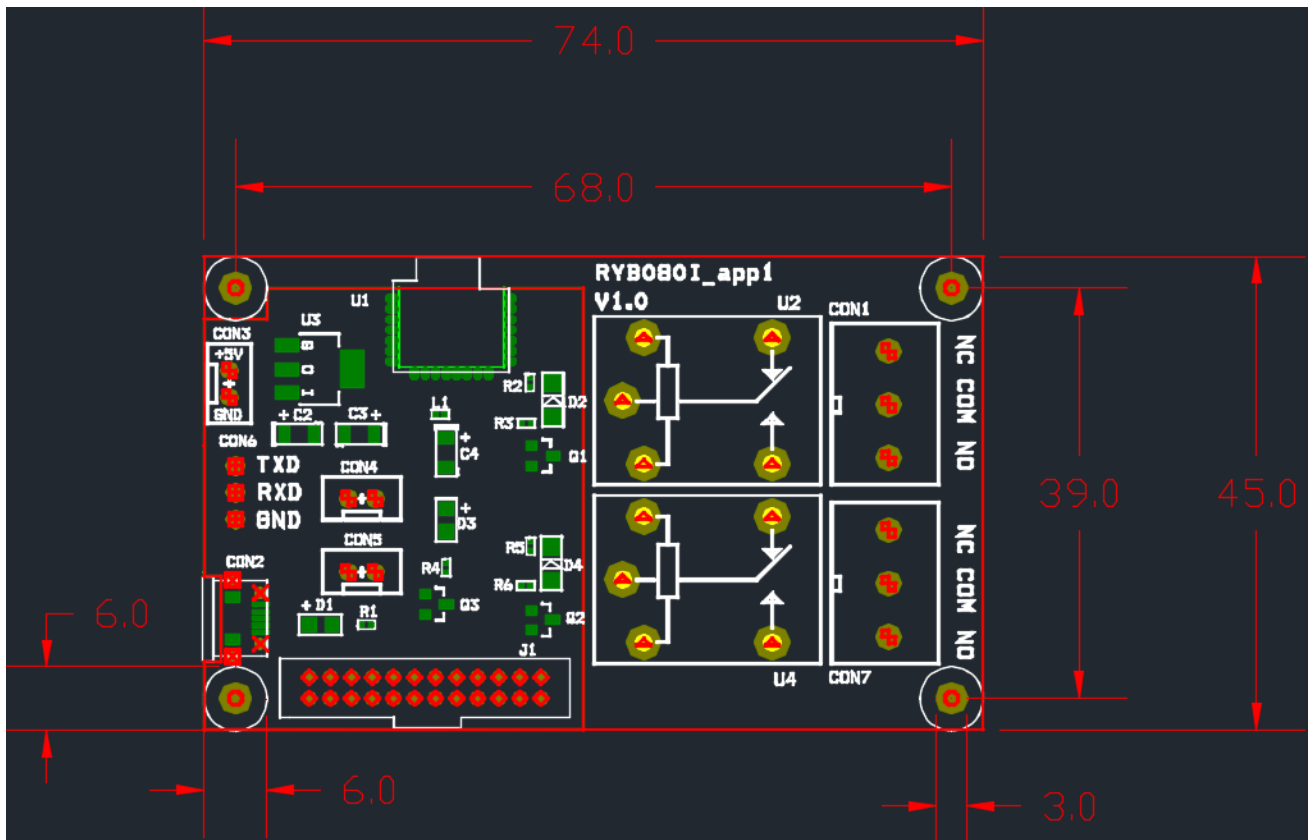 74.0
68.0
RYB080I_app1
V1.0
U1
U2
U3
CON1
CON3
+5V
+
GND
NC COM NO
R2
D2
L1
R3
+ C2
C3 +
+
C4
Q1
CON6
TXD
RXD
GND
CON4
+
39.0
45.0
+
D3
CON5
+
R5
D4
R4
R6
CON2
+ D1
R1
Q3
Q2
NC COM NO
J1
U4
CON7
6.0
6.0
3.0